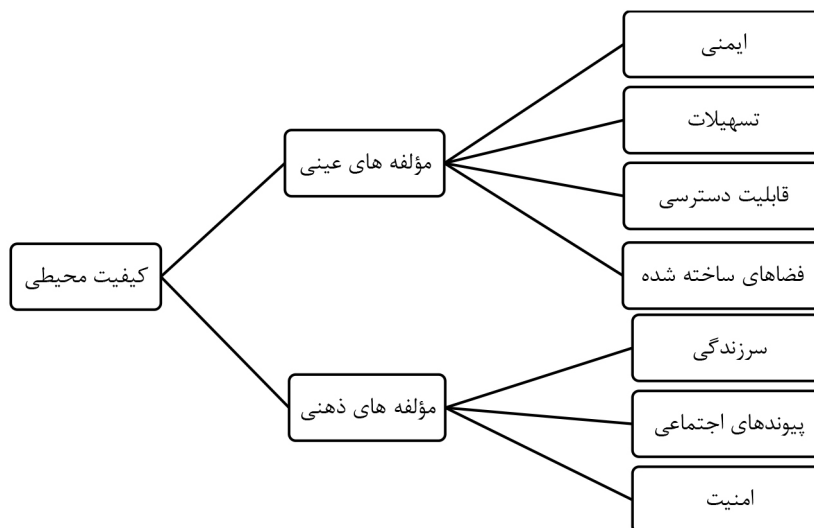 کیفیت محیطی
مؤلفه های عینی
ایمنی
تسهیلات
قابلیت دسترسی
فضاهای ساخته شده
مؤلفه های ذهنی
سرزندگی
پیوندهای اجتماعی
امنیت